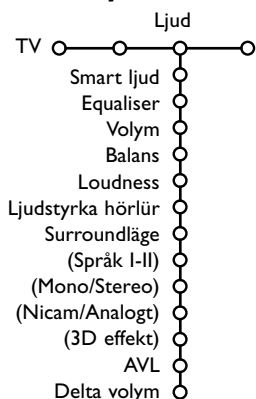 Ljud
TV
Smart ljud
Equaliser
Volym
Balans
Loudness
Ljudstyrka hörlür
Surroundläge
(Språk I-II)
(Mono/Stereo)
(Nicam/Analogt)
(3D effekt)
AVL
Delta volym